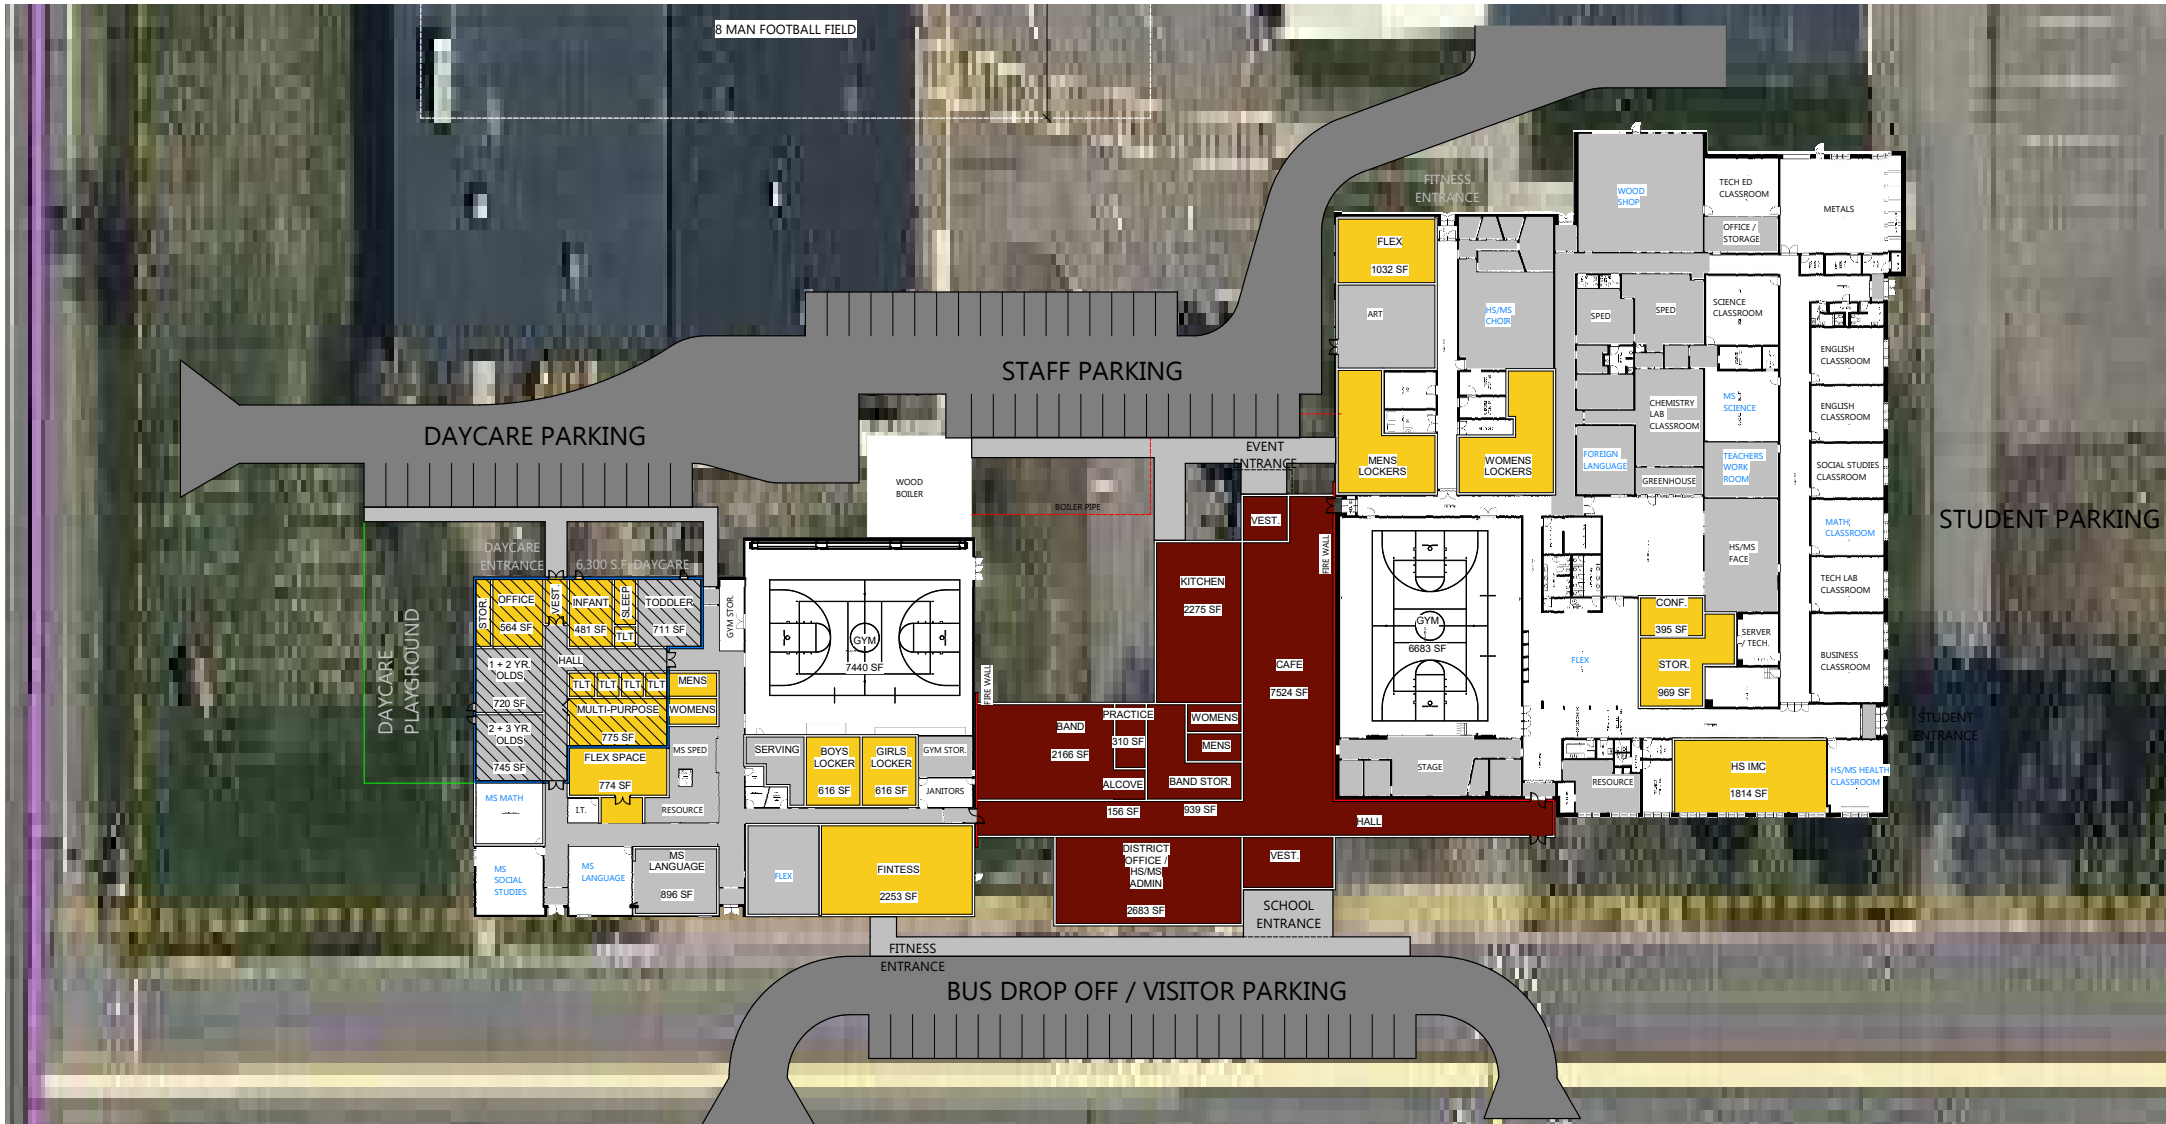 8 MAN FOOTBALL FIELD
FITNESS
ENTRANCE
WOOD
SHOP
TECH ED
CLASSROOM
METALS
OFFICE /
STORAGE
FLEX
1032 SF
ART
HS/MS
CHOIR
SPED
SPED
SCIENCE
CLASSROOM
ENGLISH
CLASSROOM
STAFF PARKING
MS
SCIENCE
CHEMISTRY
LAB
CLASSROOM
ENGLISH
CLASSROOM
DAYCARE PARKING
EVENT
ENTRANCE
MENS
LOCKERS
WOMENS
LOCKERS
FOREIGN
LANGUAGE
TEACHERS
WORK
ROOM
SOCIAL STUDIES
CLASSROOM
GREENHOUSE
WOOD
BOILER
BOILER PIPE
VEST.
FIRE WALL
HS/MS
FACE
MATH
CLASSROOM
STUDENT PARKING
DAYCARE
ENTRANCE
6,300 S.F. DAYCARE
DAYCARE
PLAYGROUND
STOR.
OFFICE
564 SF
VEST.
INFANT
481 SF
SLEEP
TLT
TODDLER
711 SF
GYM STOR.
GYM
7440 SF
KITCHEN
2275 SF
CAFE
7524 SF
GYM
6683 SF
FLEX
CONF.
395 SF
STOR.
969 SF
SERVER
/ TECH.
TECH LAB
CLASSROOM
BUSINESS
CLASSROOM
HALL
1 + 2 YR.
OLDS
720 SF
TLT
TLT
TLT
TLT
MENS
WOMENS
MULTI-PURPOSE
775 SF
2 + 3 YR.
OLDS
745 SF
FLEX SPACE
774 SF
MS SPED
FIRE WALL
BAND
2166 SF
PRACTICE
310 SF
WOMENS
MENS
ALCOVE
156 SF
BAND STOR.
939 SF
STUDENT
ENTRANCE
SERVING
BOYS
LOCKER
616 SF
GIRLS
LOCKER
616 SF
GYM STOR.
JANITORS
STAGE
RESOURCE
HS IMC
1814 SF
HS/MS HEALTH
CLASSROOM
MS MATH
I.T.
RESOURCE
HALL
MS
SOCIAL
STUDIES
MS
LANGUAGE
MS
LANGUAGE
896 SF
FLEX
FINTESS
2253 SF
DISTRICT
OFFICE /
HS/MS
ADMIN
2683 SF
VEST.
SCHOOL
ENTRANCE
FITNESS
ENTRANCE
BUS DROP OFF / VISITOR PARKING